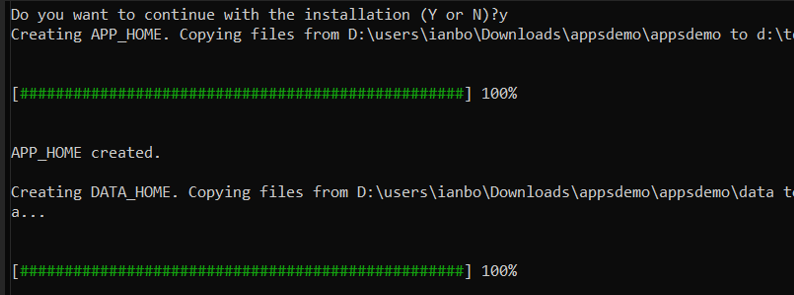 Do you want to continue with the installation (Y or N)?y
Creating APP_HOME. Copying files from D:\users\ianbo\Downloads\appsdemo\appsdemo to d:\t
[##################################################] 100%
APP_HOME created.
Creating DATA_HOME. Copying files from D:\users\ianbo\Downloads\appsdemo\appsdemo\data t
a...
[##################################################] 100%